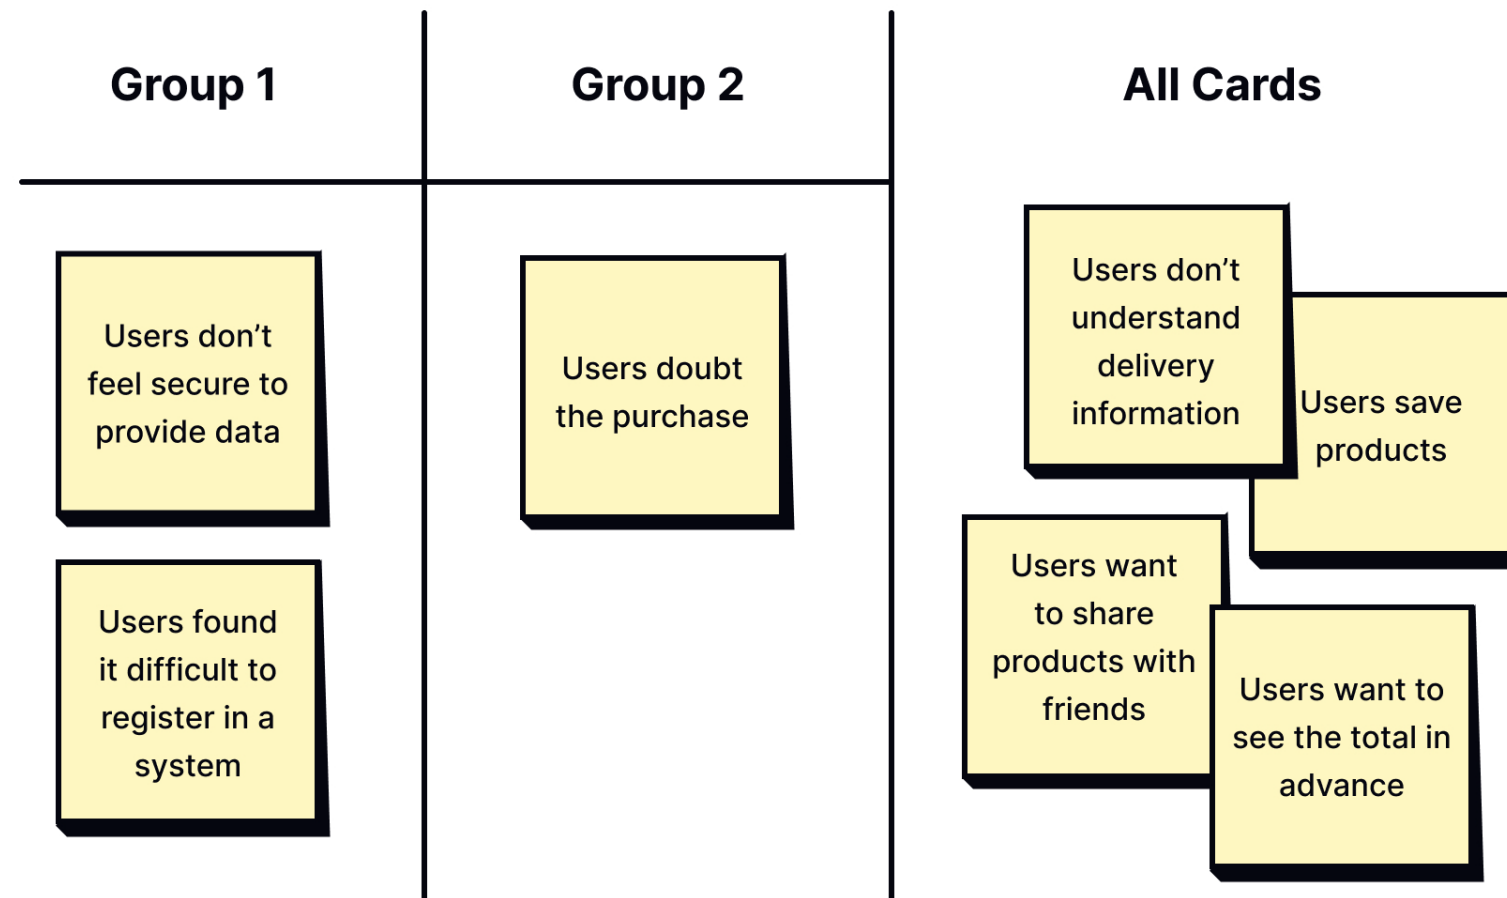 Group 1
Group 2
All Cards
Users don’t
feel secure to
provide data
Users found
it difficult to
register in a
system
Users doubt
the purchase
Users don’t
understand
delivery
information
Users save
products
Users want
to share
products with
friends
Users want to
see the total in
advance